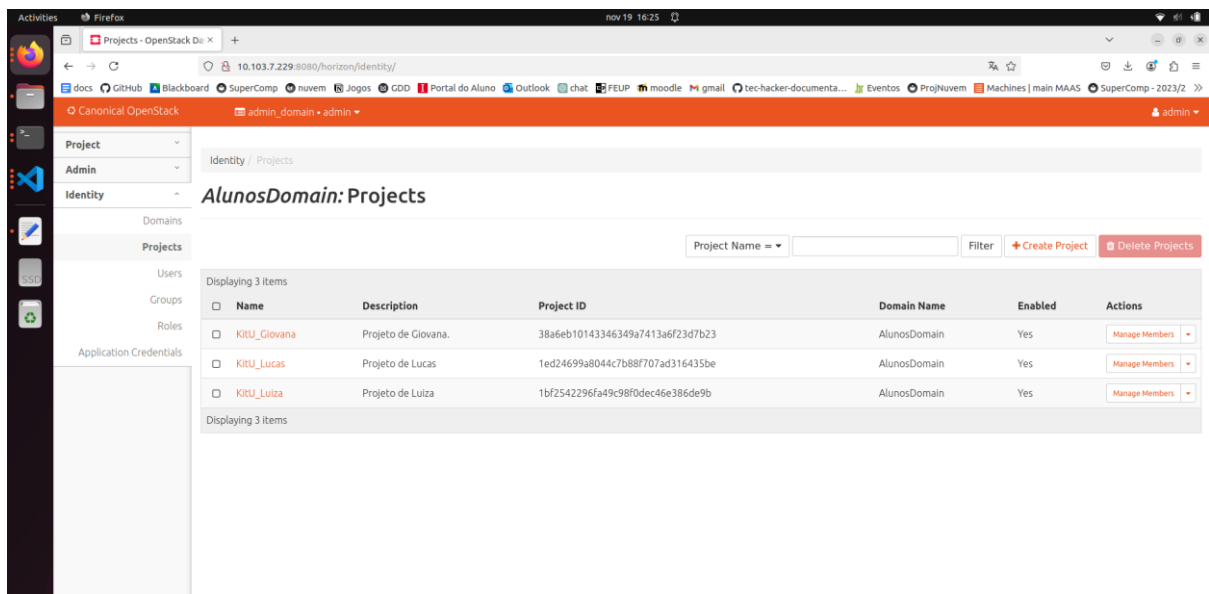 Activities Firefox nov 19 16:25
Projects - OpenStack Da
10.103.7.229:8080/horizon/identity/
docs GitHub Blackboard SuperComp nuvem Jogos GDD Portal do Aluno Outlook chat FEUP moodle gmail tec-hacker-documenta... Eventos ProjNuvem Machines | main MAAS SuperComp - 2023/2
Canonical OpenStack admin_domain • admin admin
Project
Admin
Identity
Domains
Projects
Users
Groups
Roles
Application Credentials
Identity / Projects
AlunosDomain: Projects
Project Name = Filter Create Project Delete Projects
Displaying 3 items
Name Description Project ID Domain Name Enabled Actions
KitU_Giovana Projeto de Giovana. 38a6eb10143346349a7413a6f23d7b23 AlunosDomain Yes Manage Members
KitU_Lucas Projeto de Lucas 1ed24699a8044c7b88f707ad316435be AlunosDomain Yes Manage Members
KitU_Luiza Projeto de Luiza 1bf2542296fa49c98f0dec46e386de9b AlunosDomain Yes Manage Members
Displaying 3 items
SSD